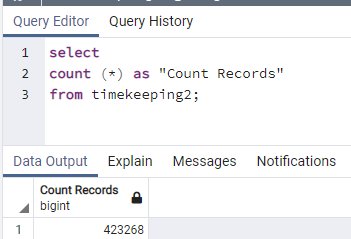 Query Editor Query History
1 select
2 count (*) as "Count Records"
3 from timekeeping2;
Data Output Explain Messages Notifications
Count Records
bigint
1 423268